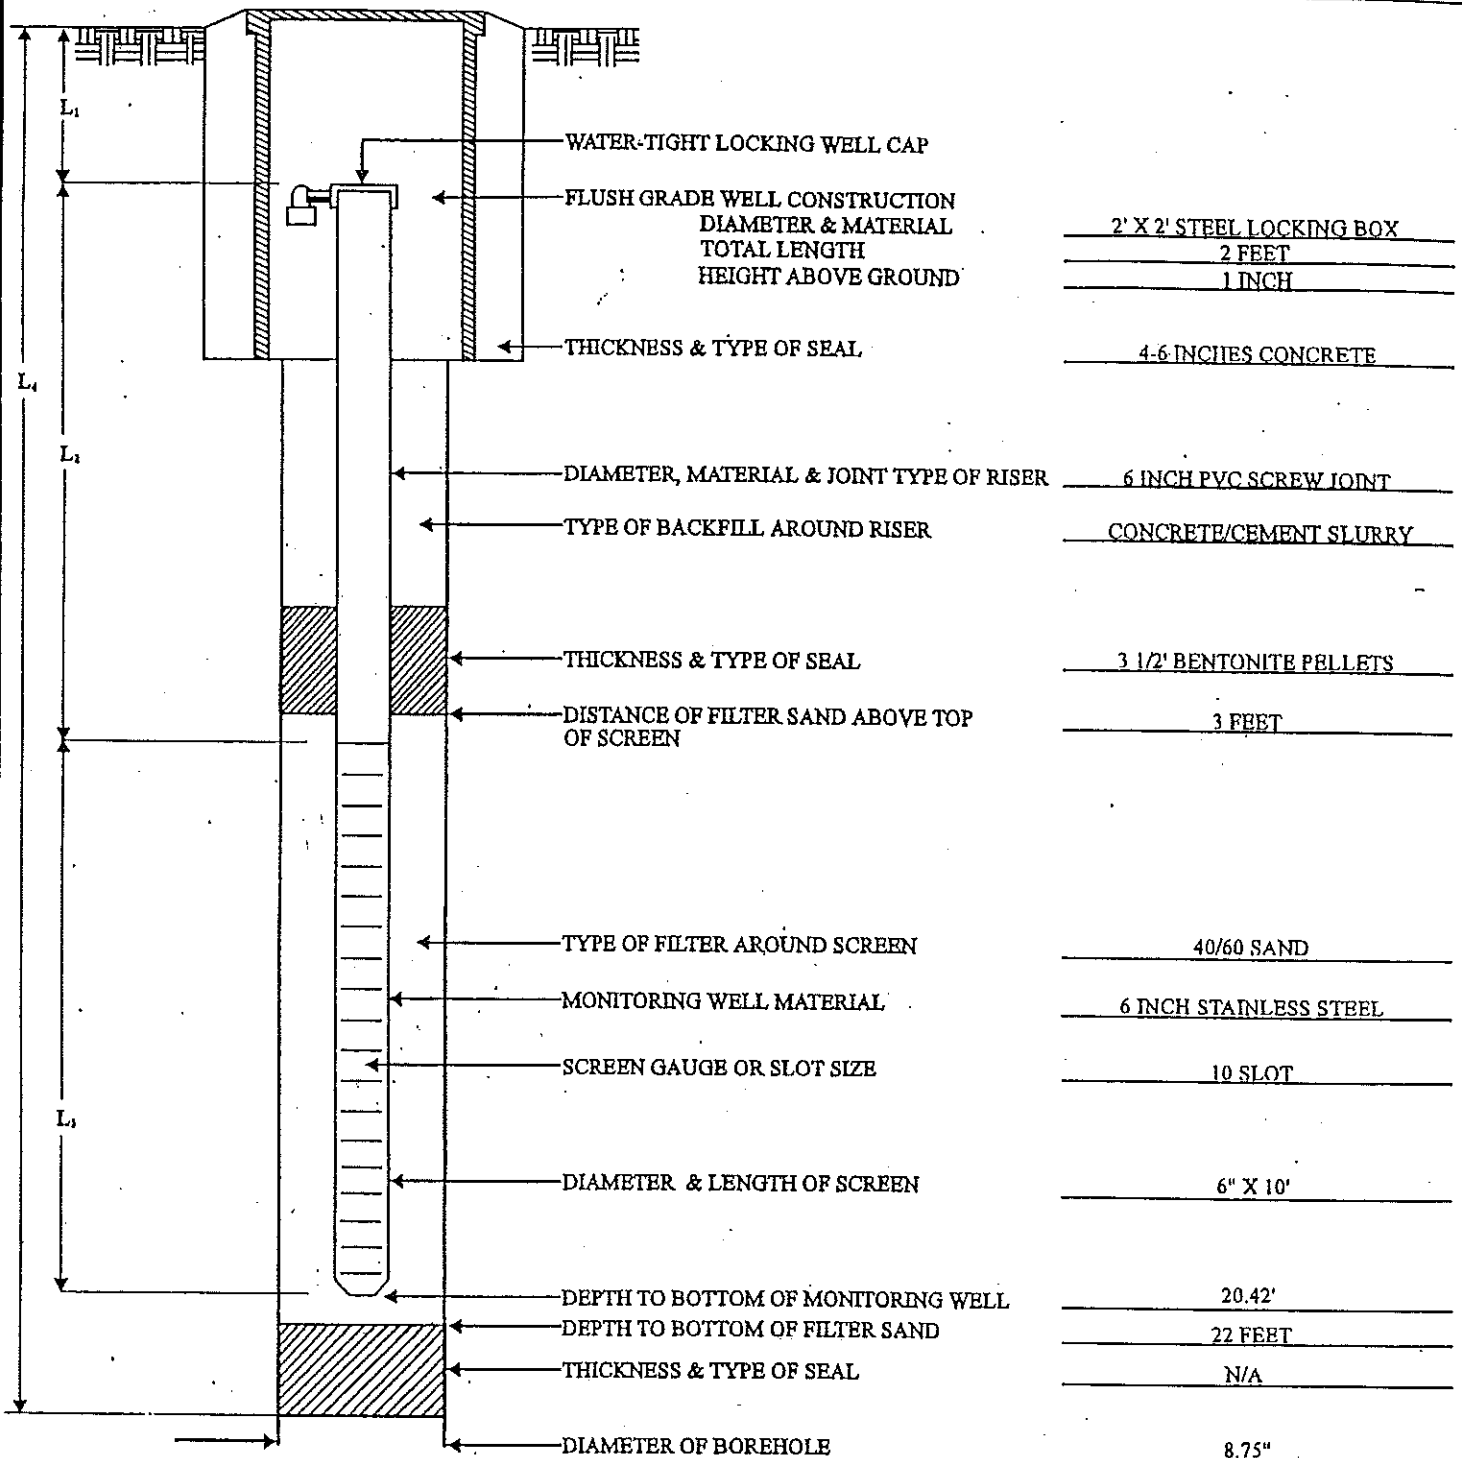 L₁
WATER-TIGHT LOCKING WELL CAP
FLUSH GRADE WELL CONSTRUCTION
DIAMETER & MATERIAL 2' X 2' STEEL LOCKING BOX
TOTAL LENGTH 2 FEET
HEIGHT ABOVE GROUND 1 INCH
THICKNESS & TYPE OF SEAL 4-6 INCHES CONCRETE
L₄
L₂
DIAMETER, MATERIAL & JOINT TYPE OF RISER 6 INCH PVC SCREW JOINT
TYPE OF BACKFILL AROUND RISER CONCRETE/CEMENT SLURRY
THICKNESS & TYPE OF SEAL 3 1/2' BENTONITE PELLETS
DISTANCE OF FILTER SAND ABOVE TOP
OF SCREEN 3 FEET
TYPE OF FILTER AROUND SCREEN 40/60 SAND
MONITORING WELL MATERIAL 6 INCH STAINLESS STEEL
SCREEN GAUGE OR SLOT SIZE 10 SLOT
L₃
DIAMETER & LENGTH OF SCREEN 6" X 10'
DEPTH TO BOTTOM OF MONITORING WELL 20.42'
DEPTH TO BOTTOM OF FILTER SAND 22 FEET
THICKNESS & TYPE OF SEAL N/A
DIAMETER OF BOREHOLE 8.75"